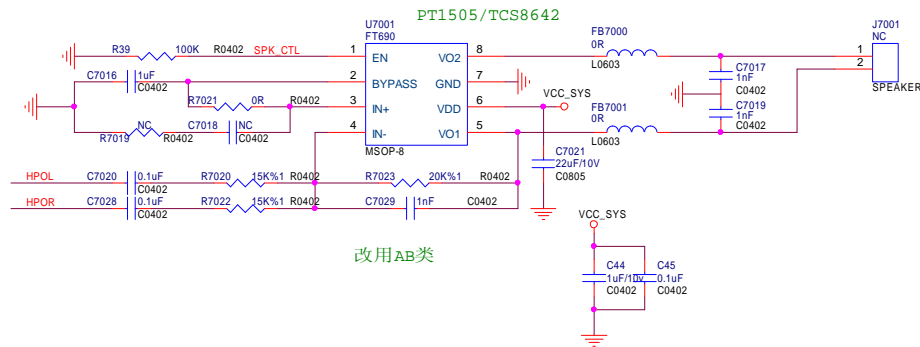 PT1505/TCS8642
U7001
FT690
R39
100K
R0402
SPK_CTL
1
EN
VO2
8
FB7000
0R
L0603
J7001
NC
1
2
SPEAKER
C7016
1uF
C0402
2
BYPASS
GND
7
C7017
1nF
C0402
R7021
0R
R0402
3
IN+
VDD
6
VCC_SYS
R7019
NC
R0402
C7018
NC
C0402
4
IN-
VO1
5
FB7001
0R
L0603
C7019
1nF
C0402
MSOP-8
C7021
22uF/10V
C0805
HPOL
C7020
0.1uF
C0402
R7020
15K%1
R0402
R7023
20K%1
R0402
HPOR
C7028
0.1uF
C0402
R7022
15K%1
R0402
C7029
1nF
C0402
VCC_SYS
改用AB类
C44
1uF/10v
C0402
C45
0.1uF
C0402